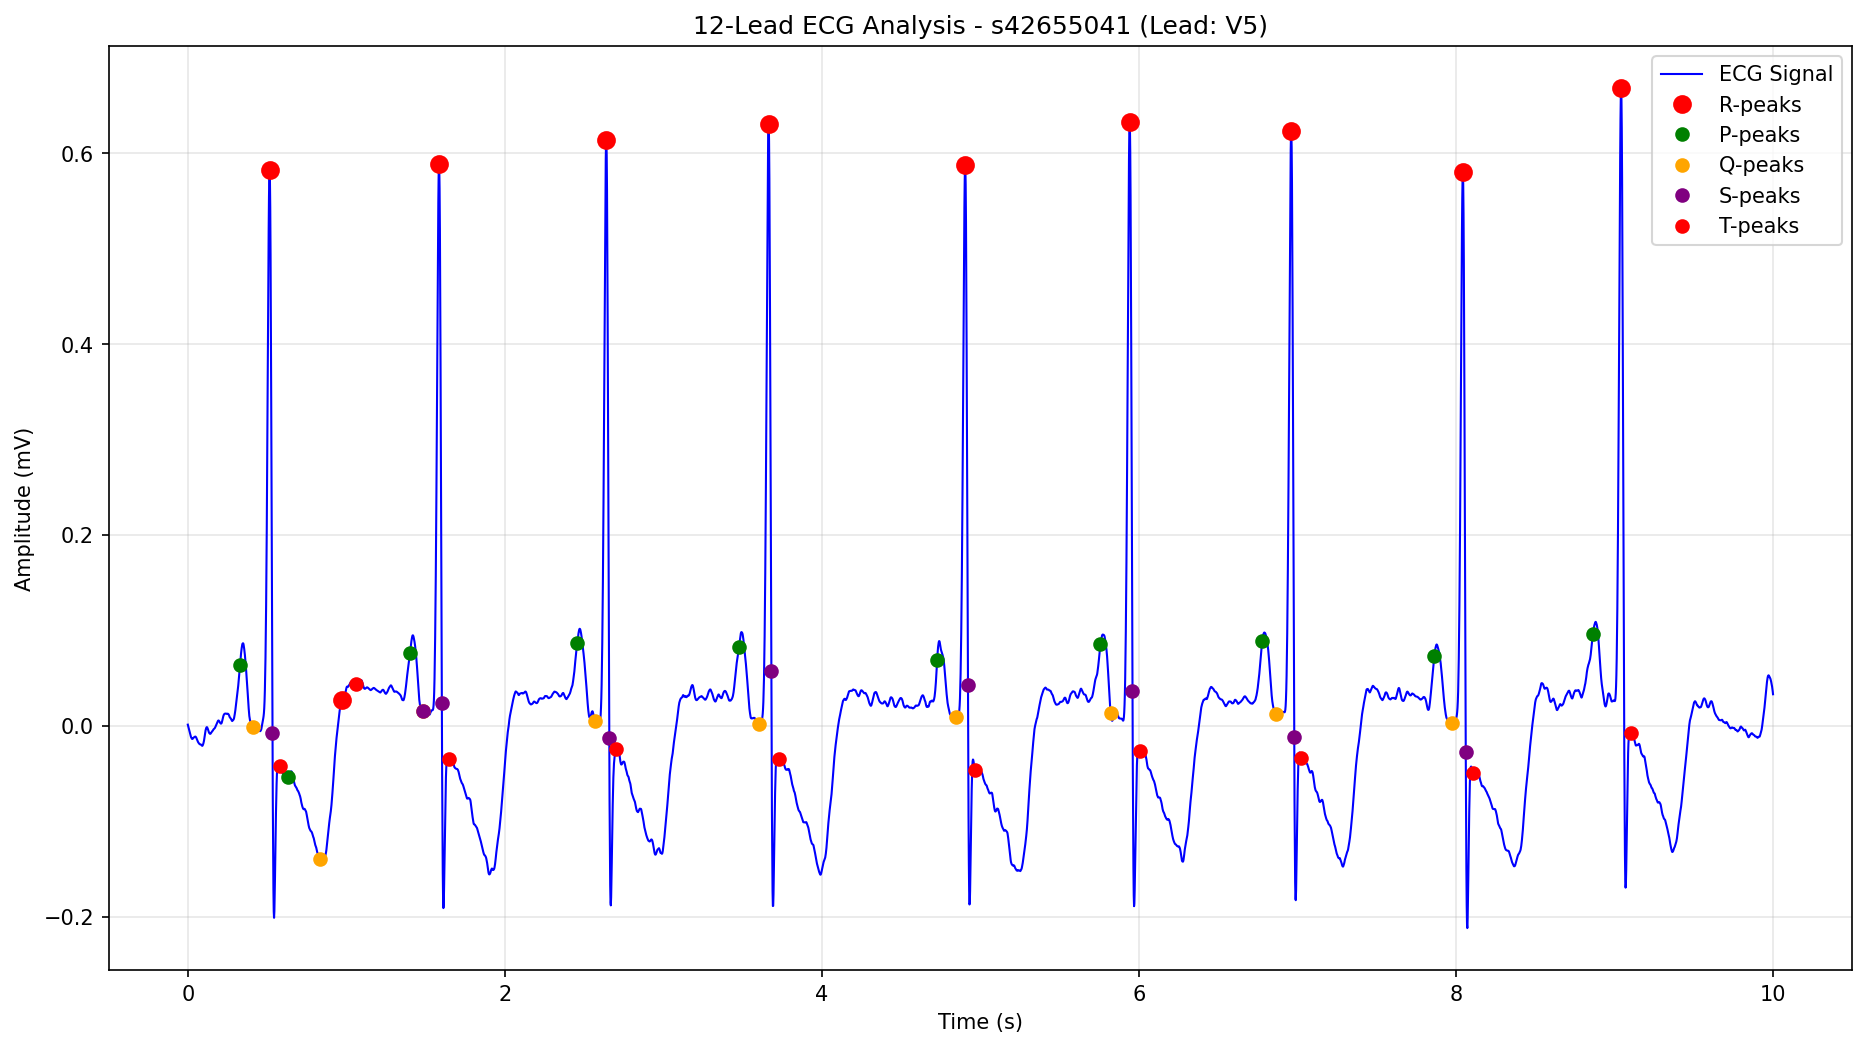 12-Lead ECG Analysis - s42655041 (Lead: V5)
ECG Signal
R-peaks
P-peaks
Q-peaks
S-peaks
T-peaks
Amplitude (mV)
0.6
0.4
0.2
0.0
−0.2
0 2 4 6 8 10
Time (s)